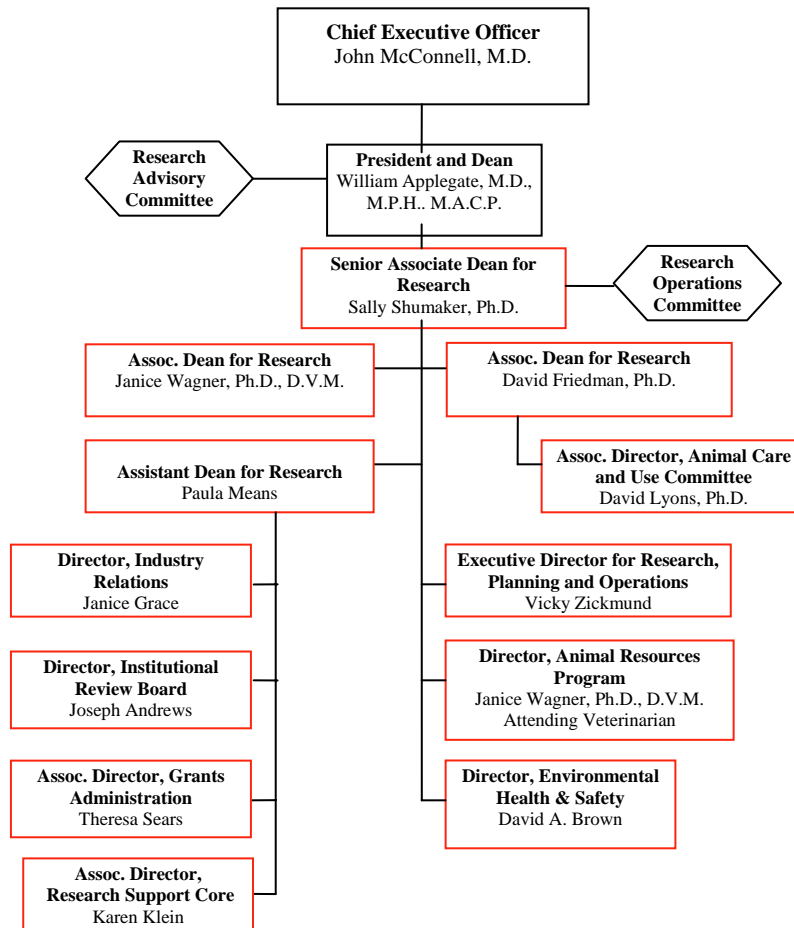 Chief Executive Officer
John McConnell, M.D.
Research
Advisory
Committee
President and Dean
William Applegate, M.D.,
M.P.H.. M.A.C.P.
Senior Associate Dean for
Research
Sally Shumaker, Ph.D.
Research
Operations
Committee
Assoc. Dean for Research
Janice Wagner, Ph.D., D.V.M.
Assoc. Dean for Research
David Friedman, Ph.D.
Assistant Dean for Research
Paula Means
Assoc. Director, Animal Care
and Use Committee
David Lyons, Ph.D.
Director, Industry
Relations
Janice Grace
Executive Director for Research,
Planning and Operations
Vicky Zickmund
Director, Institutional
Review Board
Joseph Andrews
Director, Animal Resources
Program
Janice Wagner, Ph.D., D.V.M.
Attending Veterinarian
Assoc. Director, Grants
Administration
Theresa Sears
Director, Environmental
Health & Safety
David A. Brown
Assoc. Director,
Research Support Core
Karen Klein